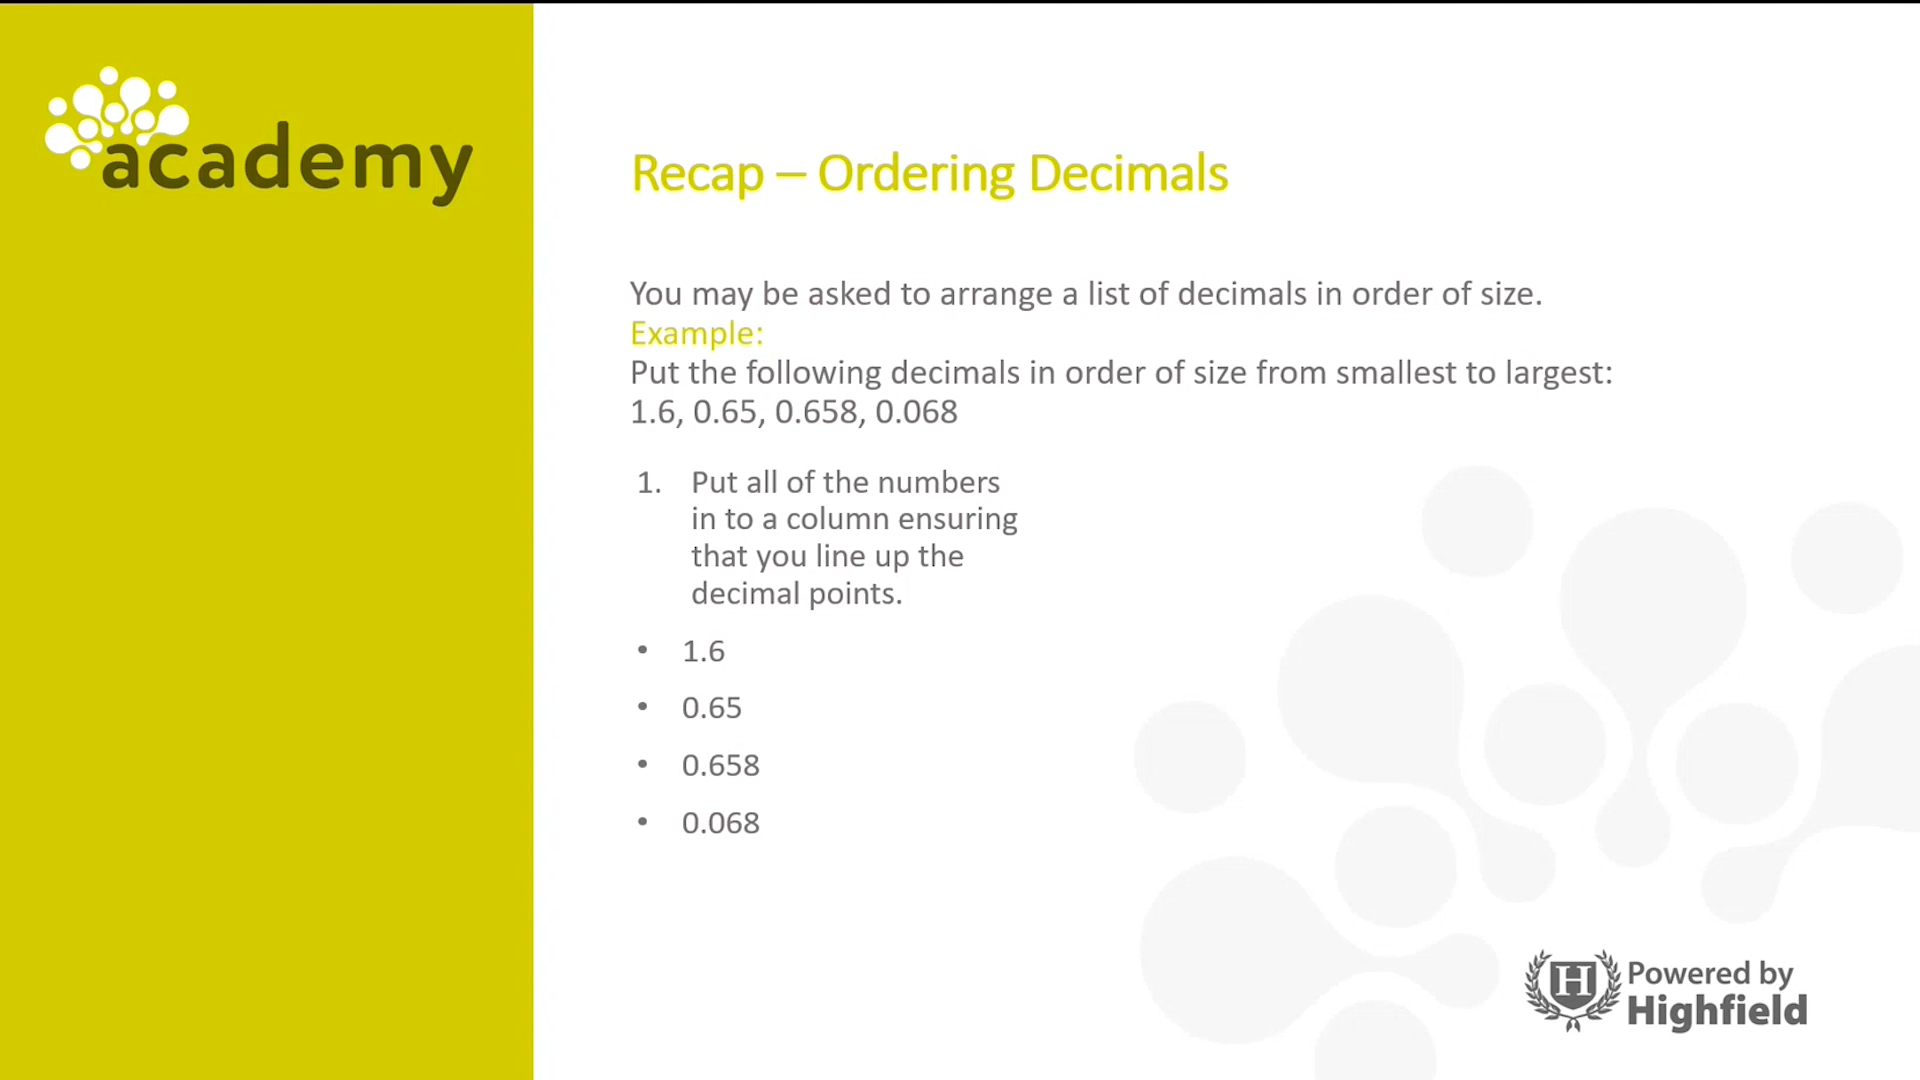 academy
Recap – Ordering Decimals
You may be asked to arrange a list of decimals in order of size.
Example:
Put the following decimals in order of size from smallest to largest:
1.6, 0.65, 0.658, 0.068
1. Put all of the numbers
in to a column ensuring
that you line up the
decimal points.
• 1.6
• 0.65
• 0.658
• 0.068
H
Powered by
Highfield